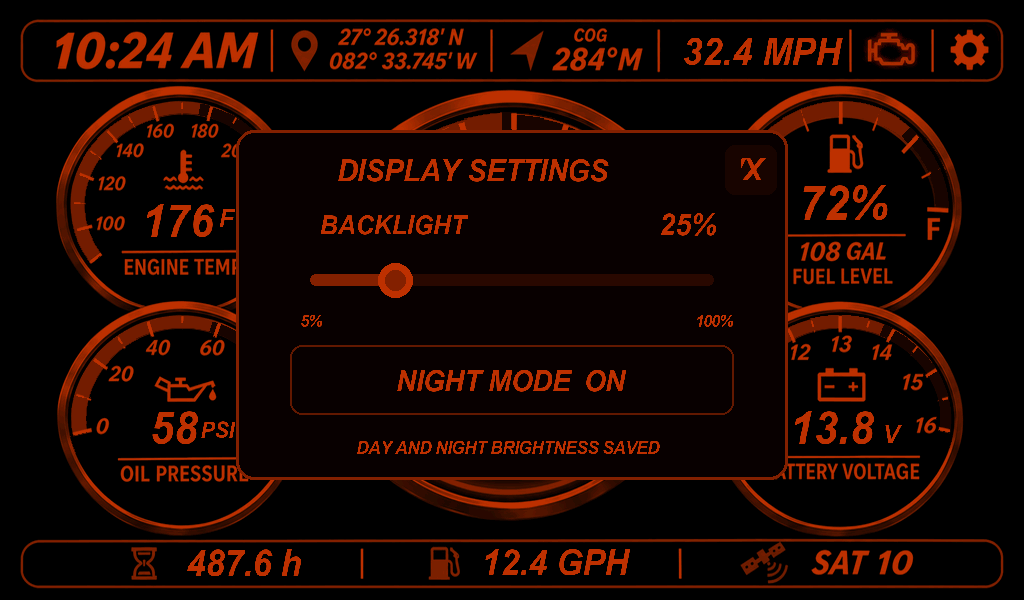 10:24 AM
27° 26.318' N
082° 33.745' W
COG
284°M
32.4 MPH
160 180
140 20
120
100
176 F
ENGINE TEMP
DISPLAY SETTINGS
X
BACKLIGHT 25%
5% 100%
NIGHT MODE ON
DAY AND NIGHT BRIGHTNESS SAVED
72%
F
108 GAL
FUEL LEVEL
40 60
20
0
58 PSI
OIL PRESSURE
12 13 14
15
16
13.8 V
ATTERY VOLTAGE
487.6 h
12.4 GPH
SAT 10